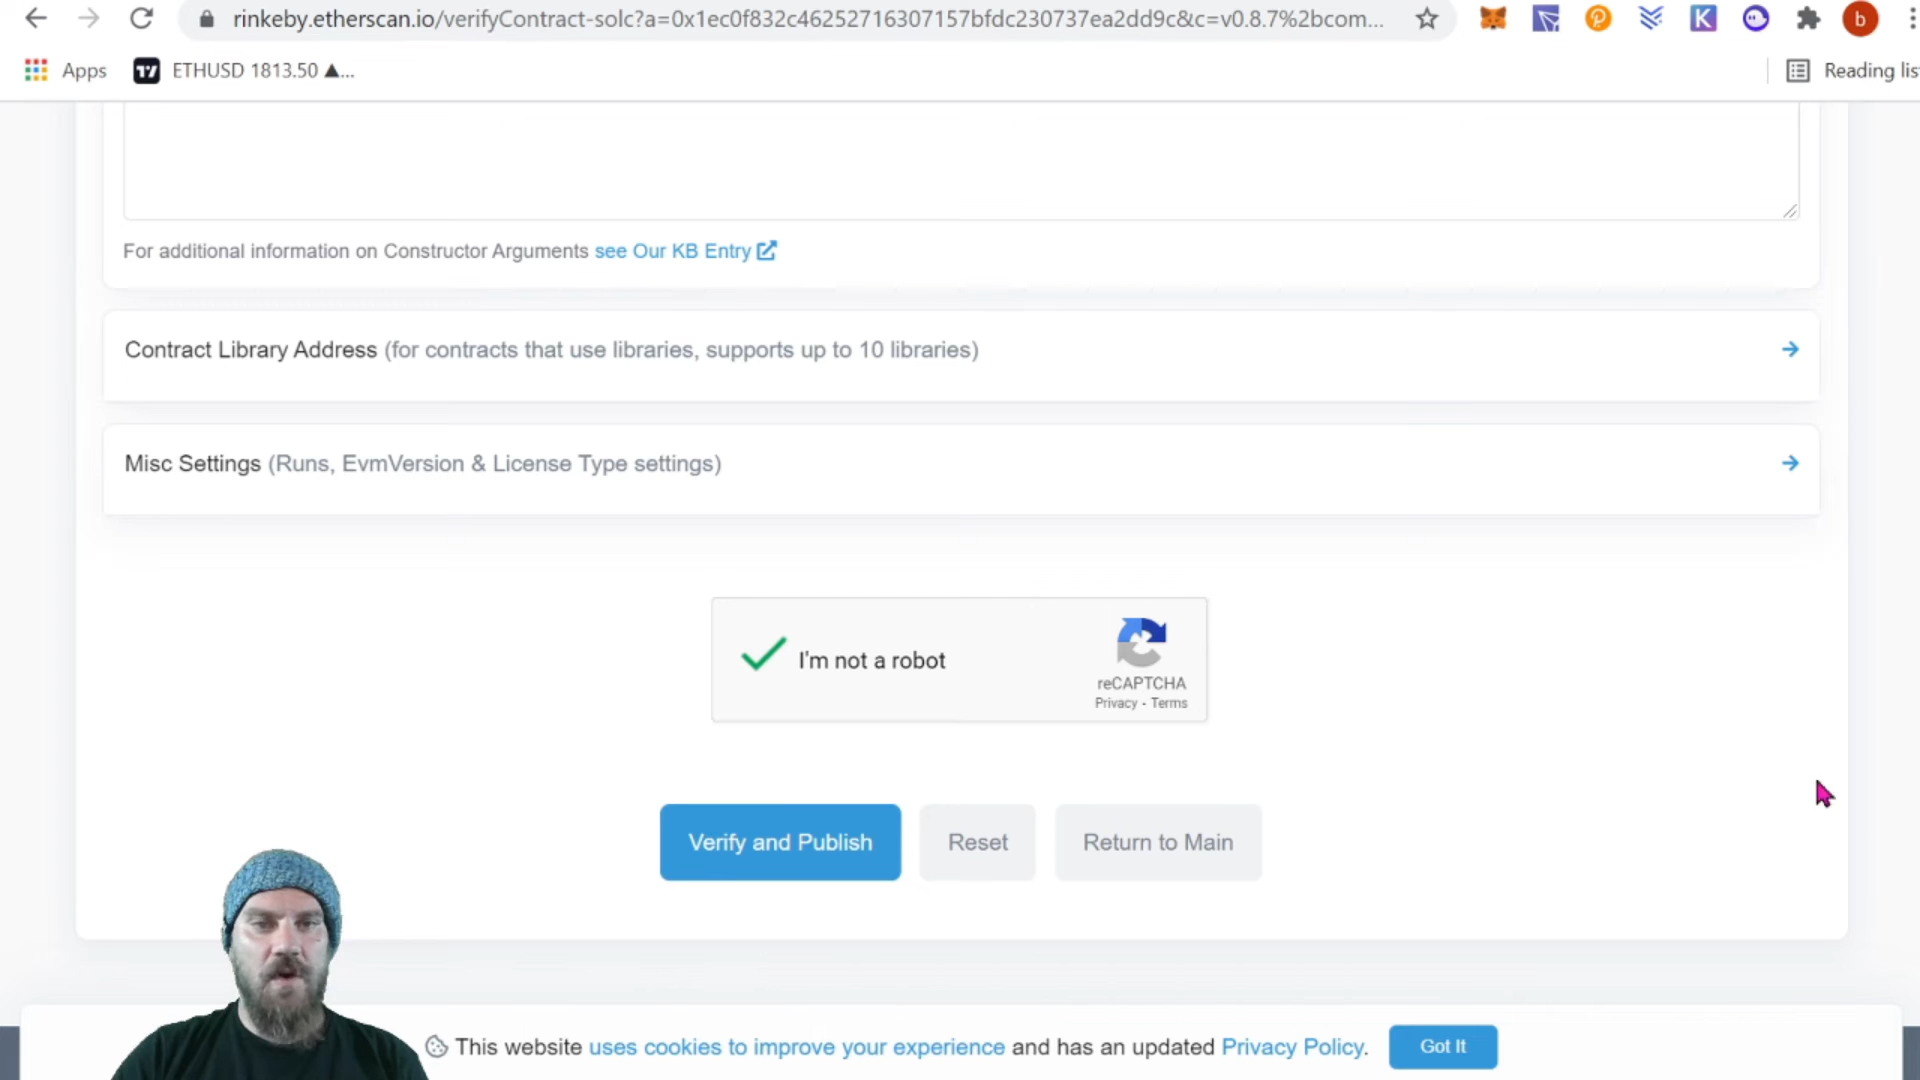 rinkeby.etherscan.io/verifyContract-solc?a=0x1ec0f832c46252716307157bfdc230737ea2dd9c&c=v0.8.7%2bcom...
b
Apps
ETHUSD 1813.50 ▲...
Reading lis
For additional information on Constructor Arguments see Our KB Entry
Contract Library Address (for contracts that use libraries, supports up to 10 libraries)
Misc Settings (Runs, EvmVersion & License Type settings)
I'm not a robot
reCAPTCHA
Privacy - Terms
Verify and Publish
Reset
Return to Main
This website uses cookies to improve your experience and has an updated Privacy Policy.
Got It